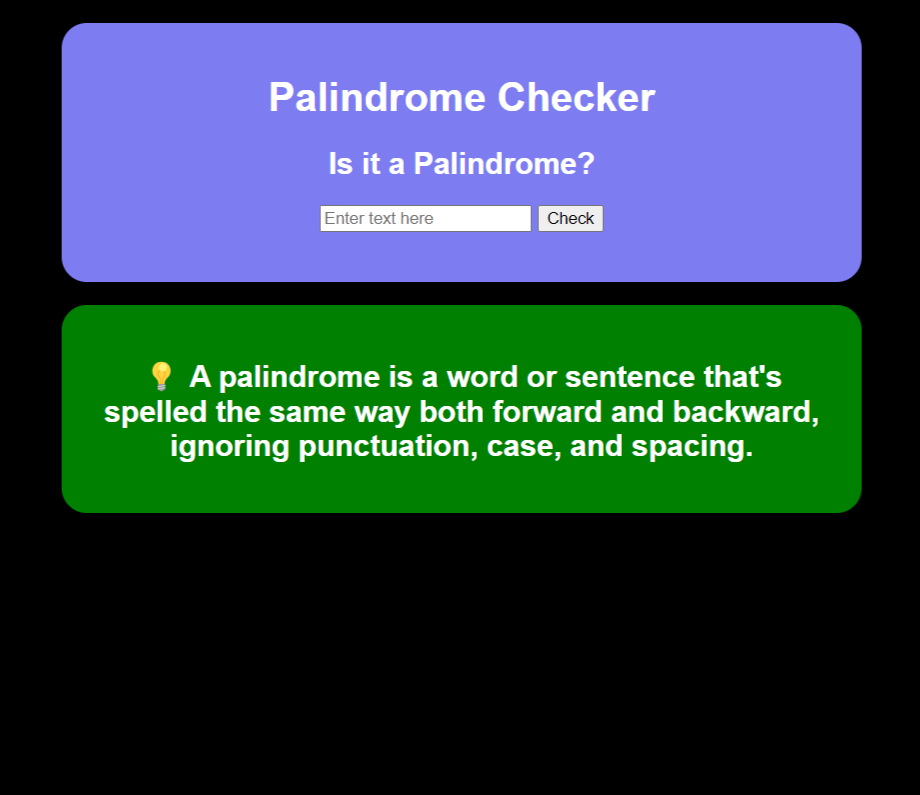 Palindrome Checker
Is it a Palindrome?
Enter text here Check
💡 A palindrome is a word or sentence that's
spelled the same way both forward and backward,
ignoring punctuation, case, and spacing.